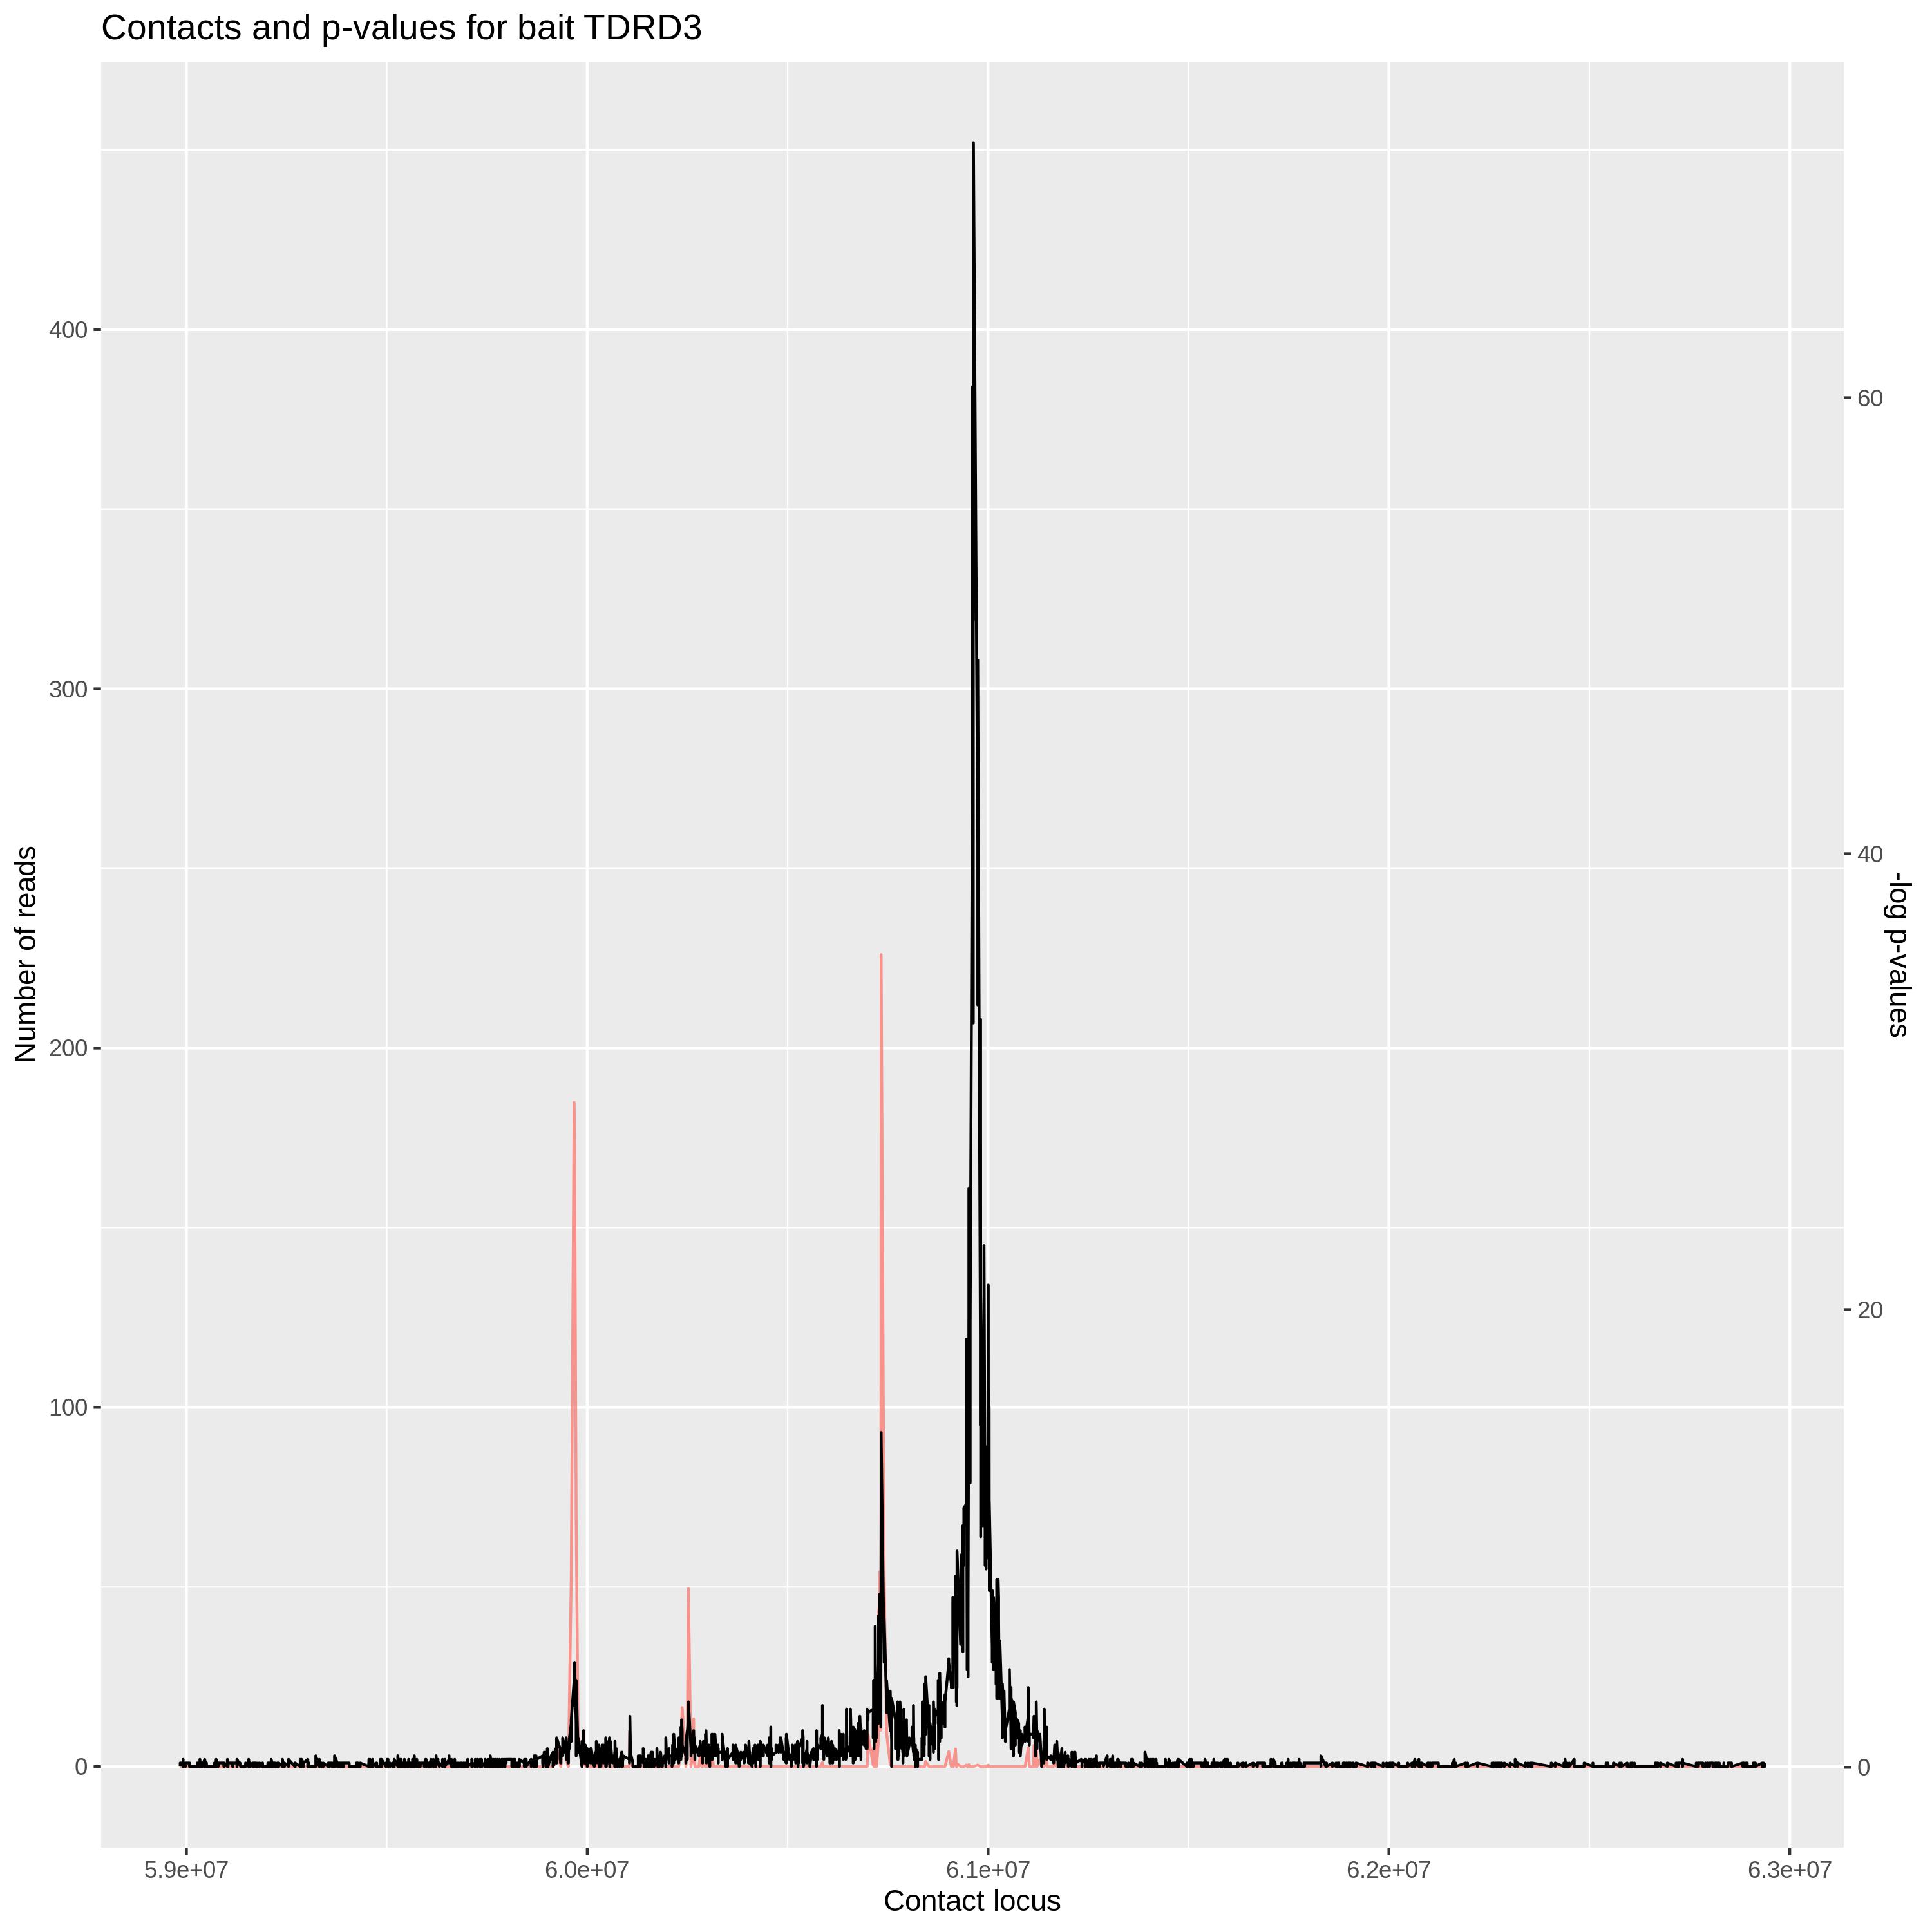 Contacts and p-values for bait TDRD3
Number of reads
400
300
200
100
0
60
40
20
0
-log p-values
5.9e+07 6.0e+07 6.1e+07 6.2e+07 6.3e+07
Contact locus